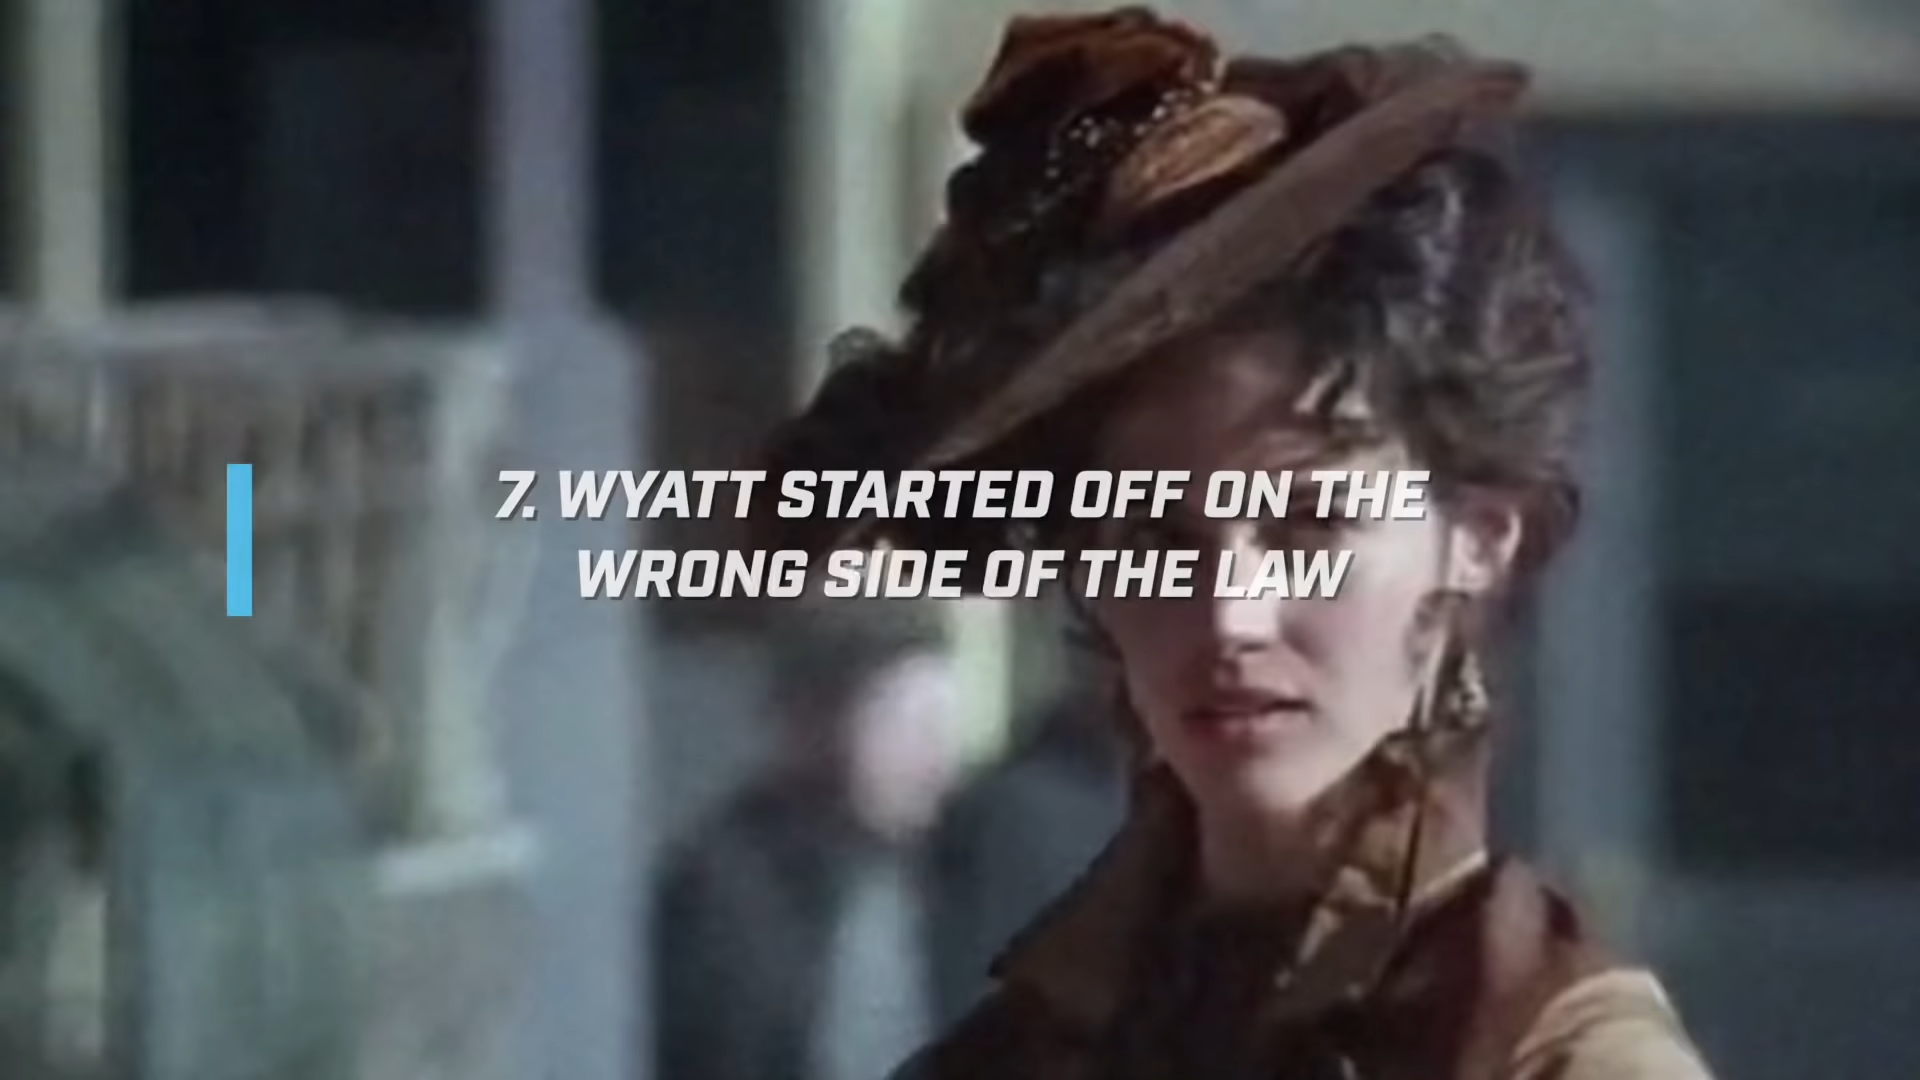 7. WYATT STARTED OFF ON THE
WRONG SIDE OF THE LAW